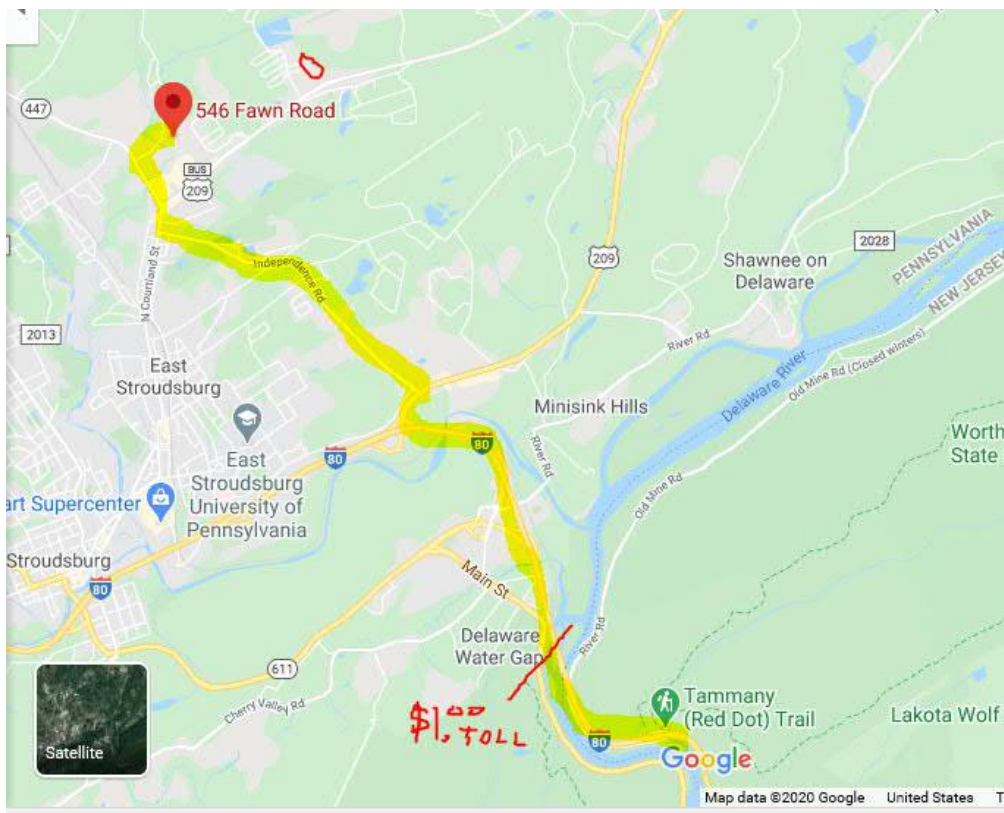 447
546 Fawn Road
BUS
209
N Courtland St
Independence Rd
209
2028
PENNSYLVANIA
NEW JERSEY
Shawnee on
Delaware
2013
River Rd
Delaware River
Old Mine Rd (Closed winters)
East
Stroudsburg
Minisink Hills
River Rd
80
80
East
Stroudsburg
University of
Pennsylvania
Worth
State
Old Mine Rd
art Supercenter
Stroudsburg
80
Main St
Delaware
Water Gap
River Rd
611
Cherry Valley Rd
$1.00 TOLL
Tammany
(Red Dot) Trail
Lakota Wolf
80
Satellite
Google
Map data ©2020 Google United States T